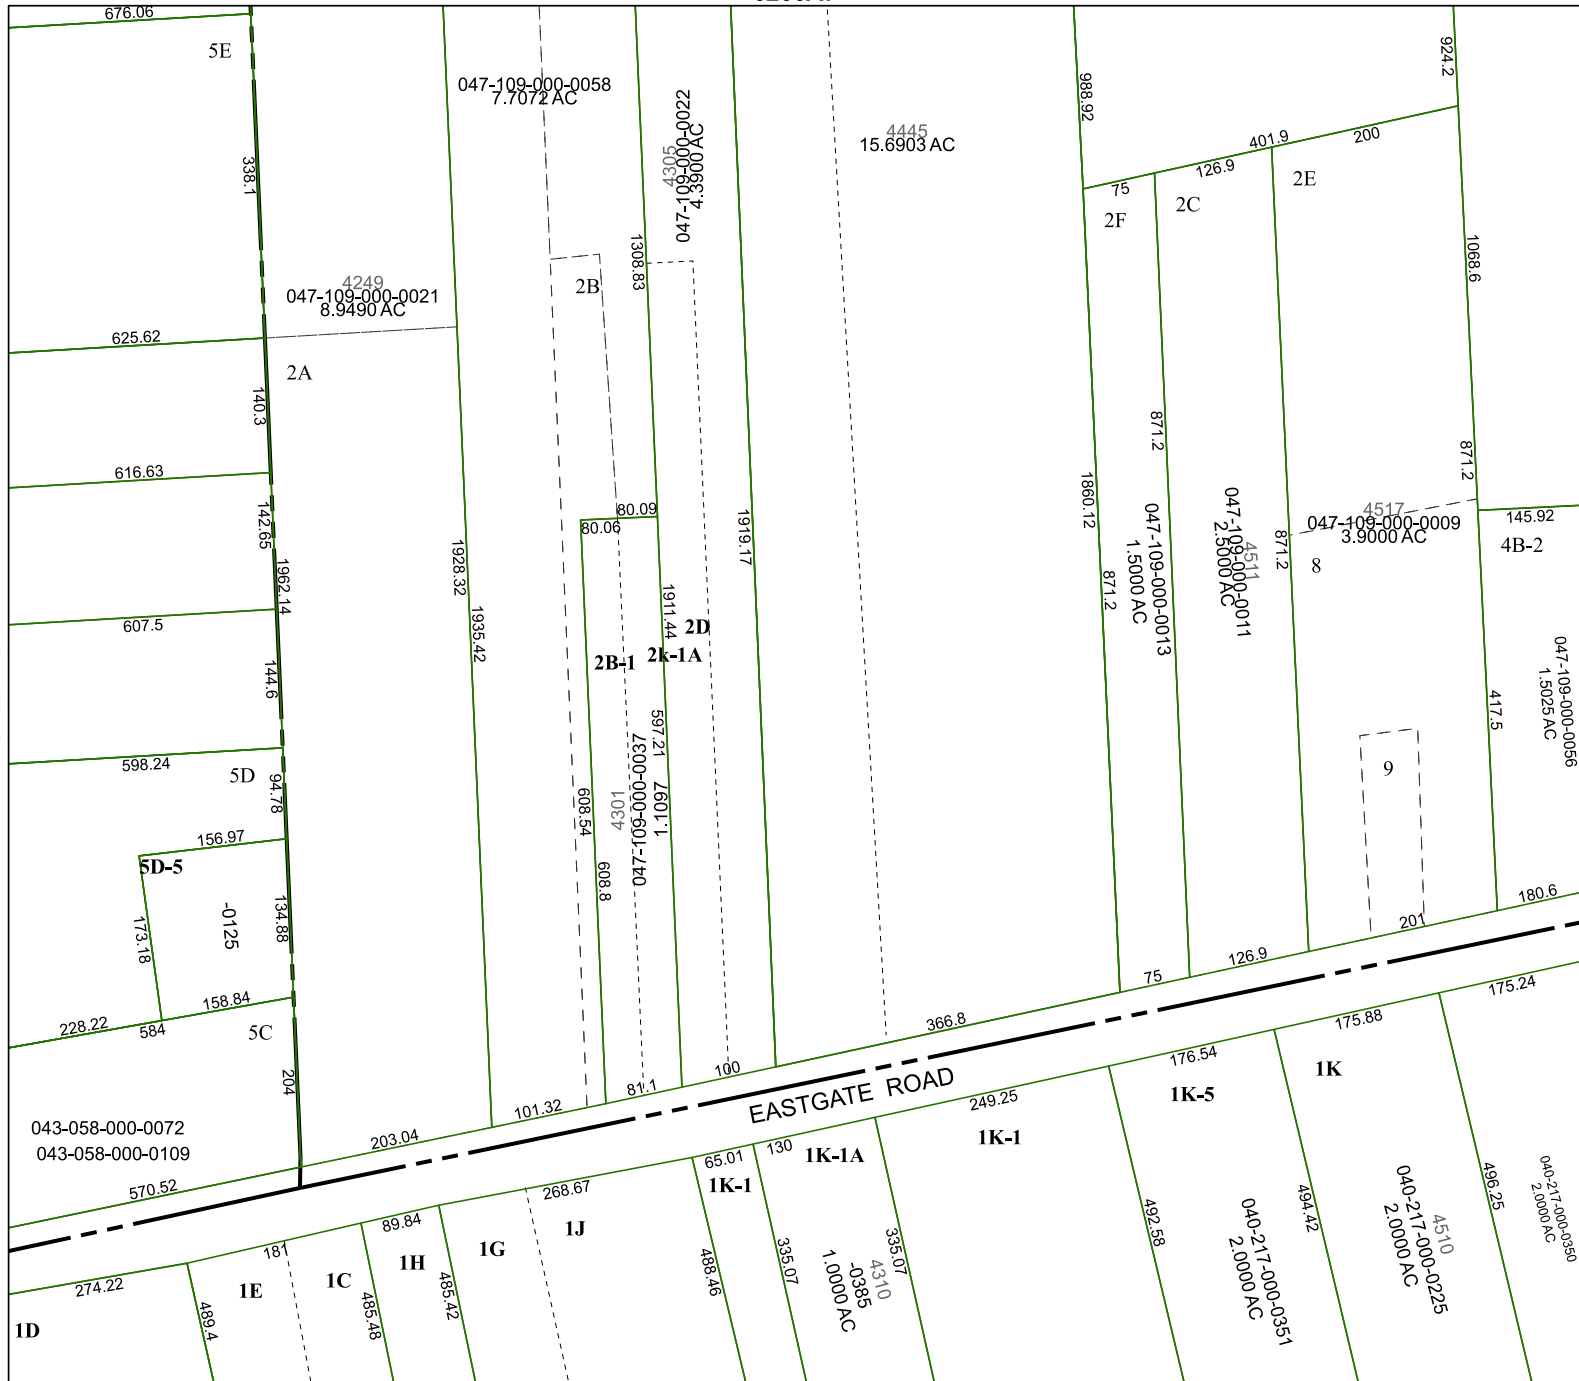 676.06
5E
338.1
625.62
140.3
616.63
142.65
1962.14
607.5
144.6
598.24
5D
94.78
156.97
5D-5
-0125
134.88
173.18
158.84
228.22
584
5C
204
043-058-000-0072
043-058-000-0109
570.52
4249
047-109-000-0021
8.9490 AC
2A
1928.32
1935.42
203.04
047-109-000-0058
7.7072 AC
2B
80.09
80.06
2B-1
2k-1A
2D
608.54
608.8
4301
047-109-000-0037
1.1097
597.21
1911.44
1308.83
4305
047-109-000-0022
4.3900 AC
1919.17
101.32
81.1
100
4445
15.6903 AC
988.92
1860.12
871.2
366.8
75
2F
126.9
2C
401.9
200
2E
924.2
1068.6
871.2
871.2
047-109-000-0013
1.5000 AC
047-109-000-0011
4511
2.5000 AC
871.2
4517
047-109-000-0009
3.9000 AC
8
9
145.92
4B-2
417.5
047-109-000-0056
1.5025 AC
75
126.9
201
180.6
EASTGATE ROAD
274.22
1D
489.4
1E
181
1C
485.48
89.84
1H
485.42
1G
268.67
1J
65.01
1K-1
488.46
130
1K-1A
335.07
4310
-0385
1.0000 AC
335.07
249.25
1K-1
492.58
176.54
1K-5
040-217-000-0351
2.0000 AC
494.42
175.88
1K
4510
040-217-000-0225
2.0000 AC
496.25
175.24
040-217-000-0350
2.0000 AC